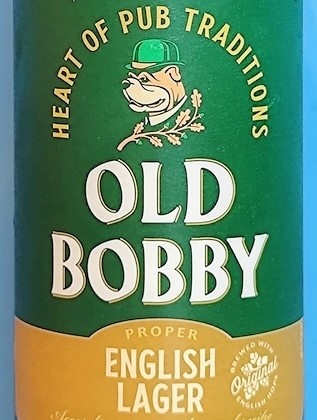 HEART OF PUB TRADITIONS
OLD
BOBBY
PROPER
ENGLISH
LAGER
BREWED WITH
Original
ENGLISH HOPS